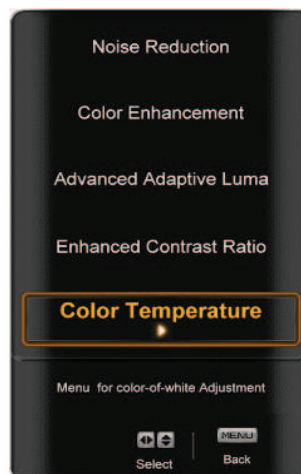 Noise Reduction
Color Enhancement
Advanced Adaptive Luma
Enhanced Contrast Ratio
Color Temperature
Menu for color-of-white Adjustment
MENU
Select
Back